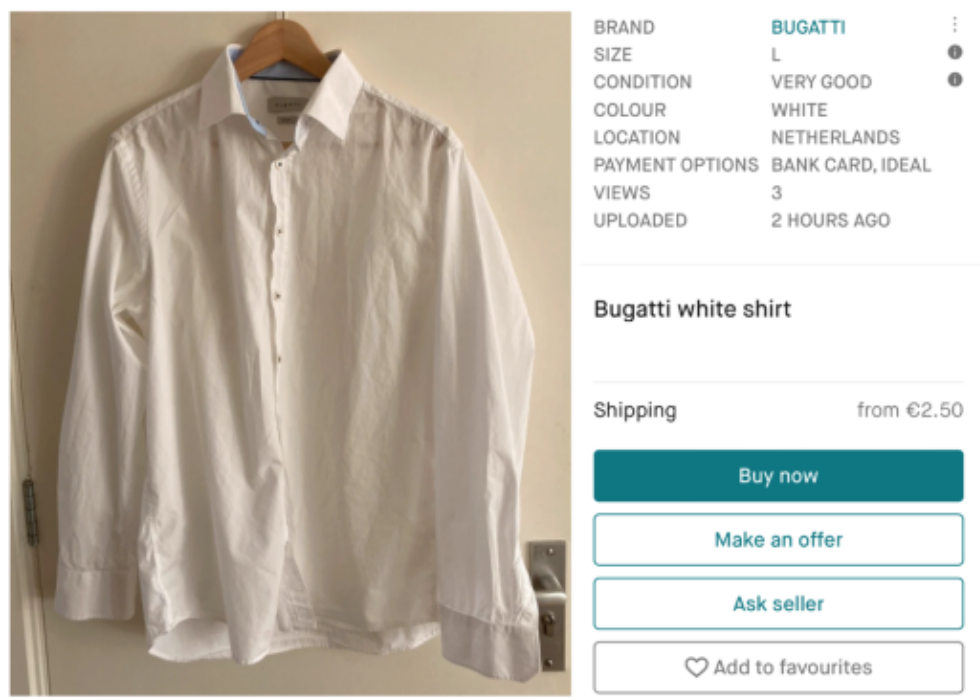 BRAND BUGATTI
SIZE L
CONDITION VERY GOOD
COLOUR WHITE
LOCATION NETHERLANDS
PAYMENT OPTIONS BANK CARD, IDEAL
VIEWS 3
UPLOADED 2 HOURS AGO
Bugatti white shirt
Shipping from €2.50
Buy now
Make an offer
Ask seller
Add to favourites